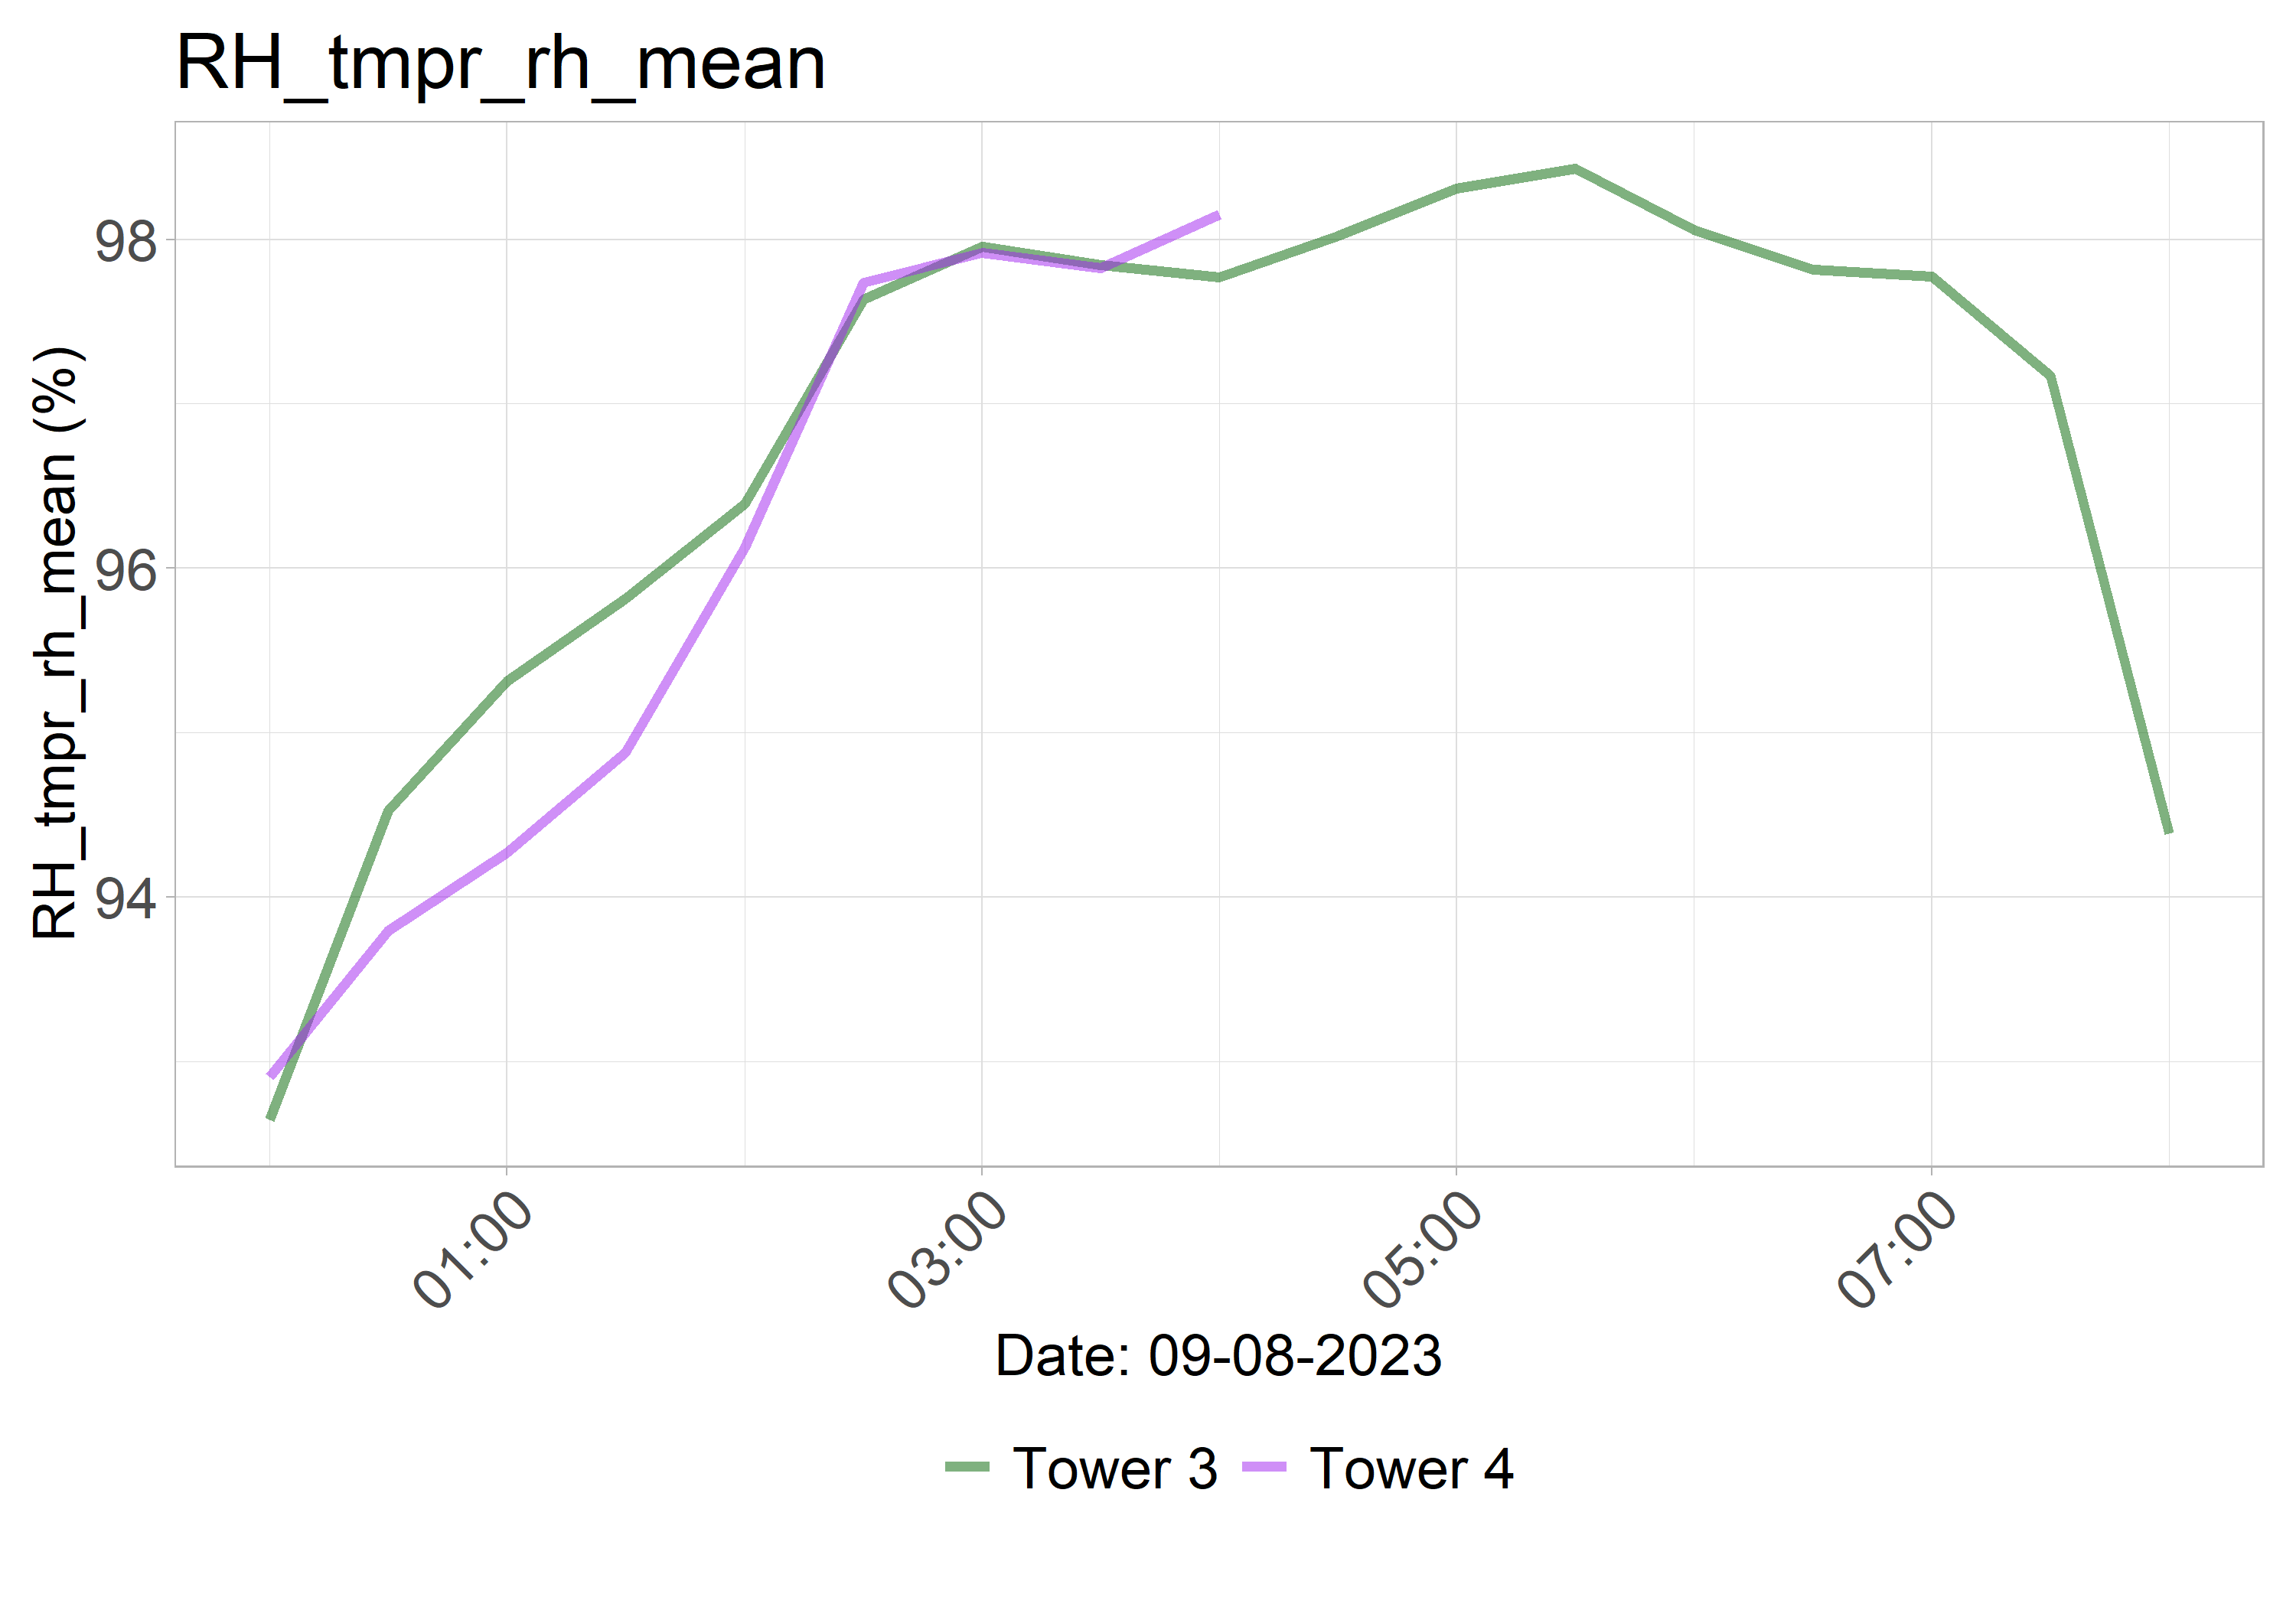 RH_tmpr_rh_mean
RH_tmpr_rh_mean (%)
98
96
94
01:00
03:00
05:00
07:00
Date: 09-08-2023
Tower 3
Tower 4